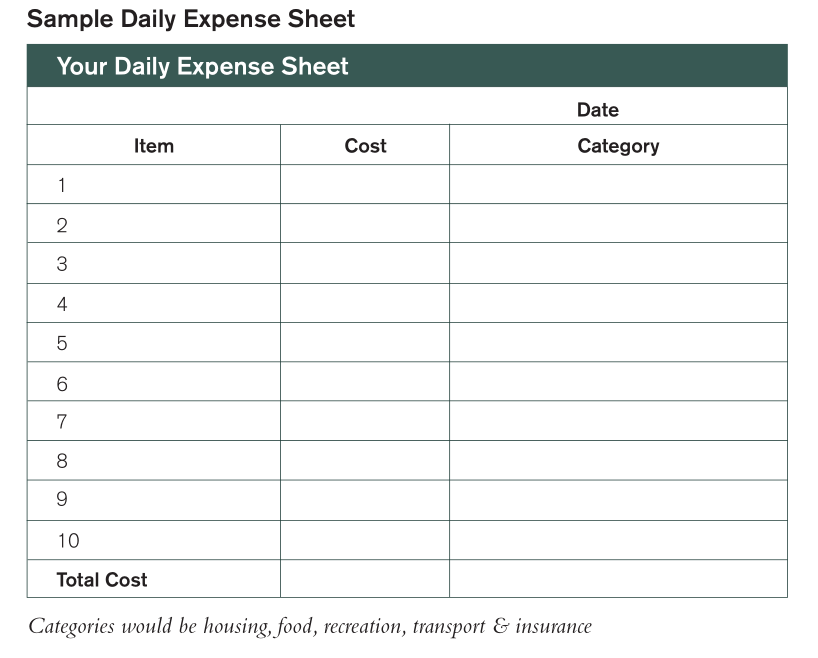 Sample Daily Expense Sheet
Your Daily Expense Sheet
Date
Item Cost Category
1
2
3
4
5
6
7
8
9
10
Total Cost
Categories would be housing, food, recreation, transport & insurance